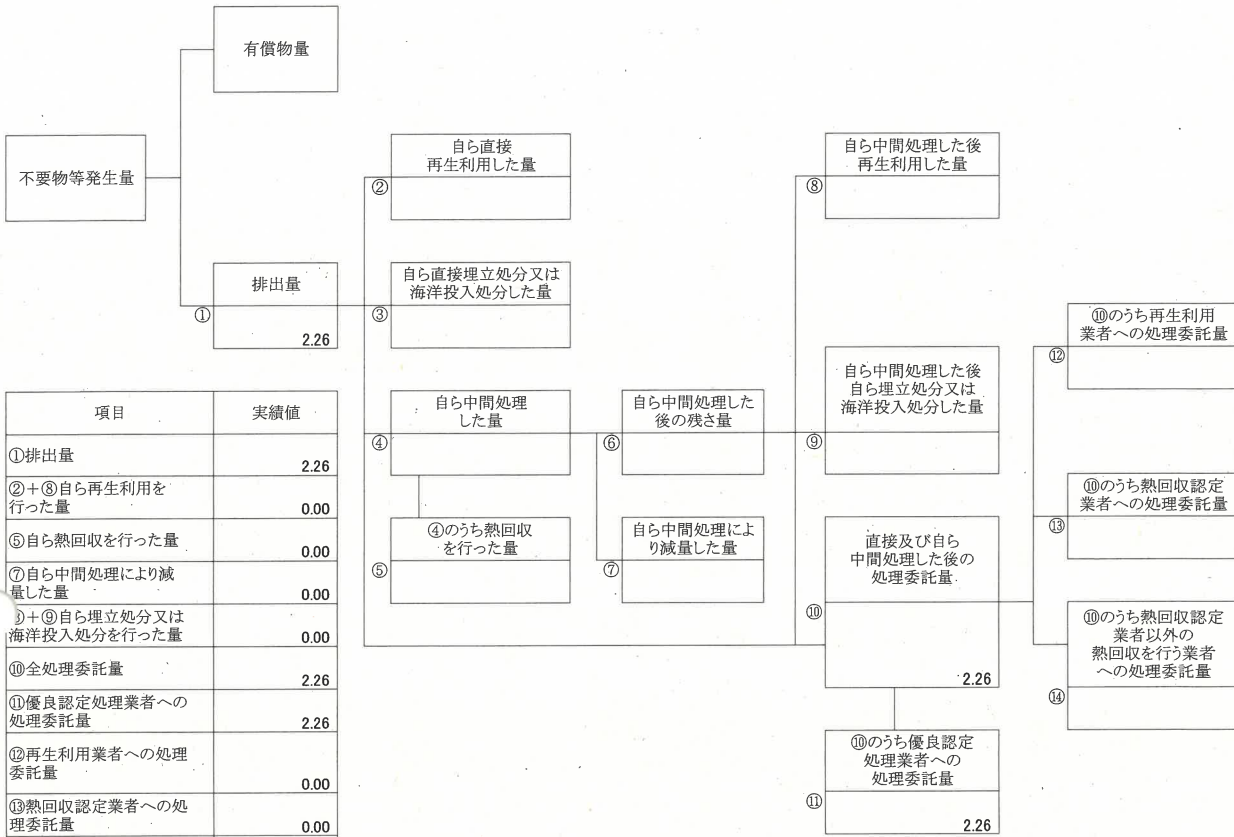 有償物量
不要物等発生量
排出量
①
2.26
自ら直接
再生利用した量
②
自ら直接埋立処分又は
海洋投入処分した量
③
自ら中間処理
した量
④
④のうち熱回収
を行った量
⑤
自ら中間処理した
後の残さ量
⑥
自ら中間処理によ
り減量した量
⑦
自ら中間処理した後
再生利用した量
⑧
自ら中間処理した後
自ら埋立処分又は
海洋投入処分した量
⑨
直接及び自ら
中間処理した後の
処理委託量
⑩
2.26
⑩のうち優良認定
処理業者への
処理委託量
⑪
2.26
⑩のうち再生利用
業者への処理委託量
⑫
⑩のうち熱回収認定
業者への処理委託量
⑬
⑩のうち熱回収認定
業者以外の
熱回収を行う業者
への処理委託量
⑭
項目 実績値
①排出量 2.26
②+⑧自ら再生利用を
行った量 0.00
⑤自ら熱回収を行った量 0.00
⑦自ら中間処理により減
量した量 0.00
+⑨自ら埋立処分又は
海洋投入処分を行った量 0.00
⑩全処理委託量 2.26
⑪優良認定処理業者への
処理委託量 2.26
⑫再生利用業者への処理
委託量 0.00
⑬熱回収認定業者への処
理委託量 0.00